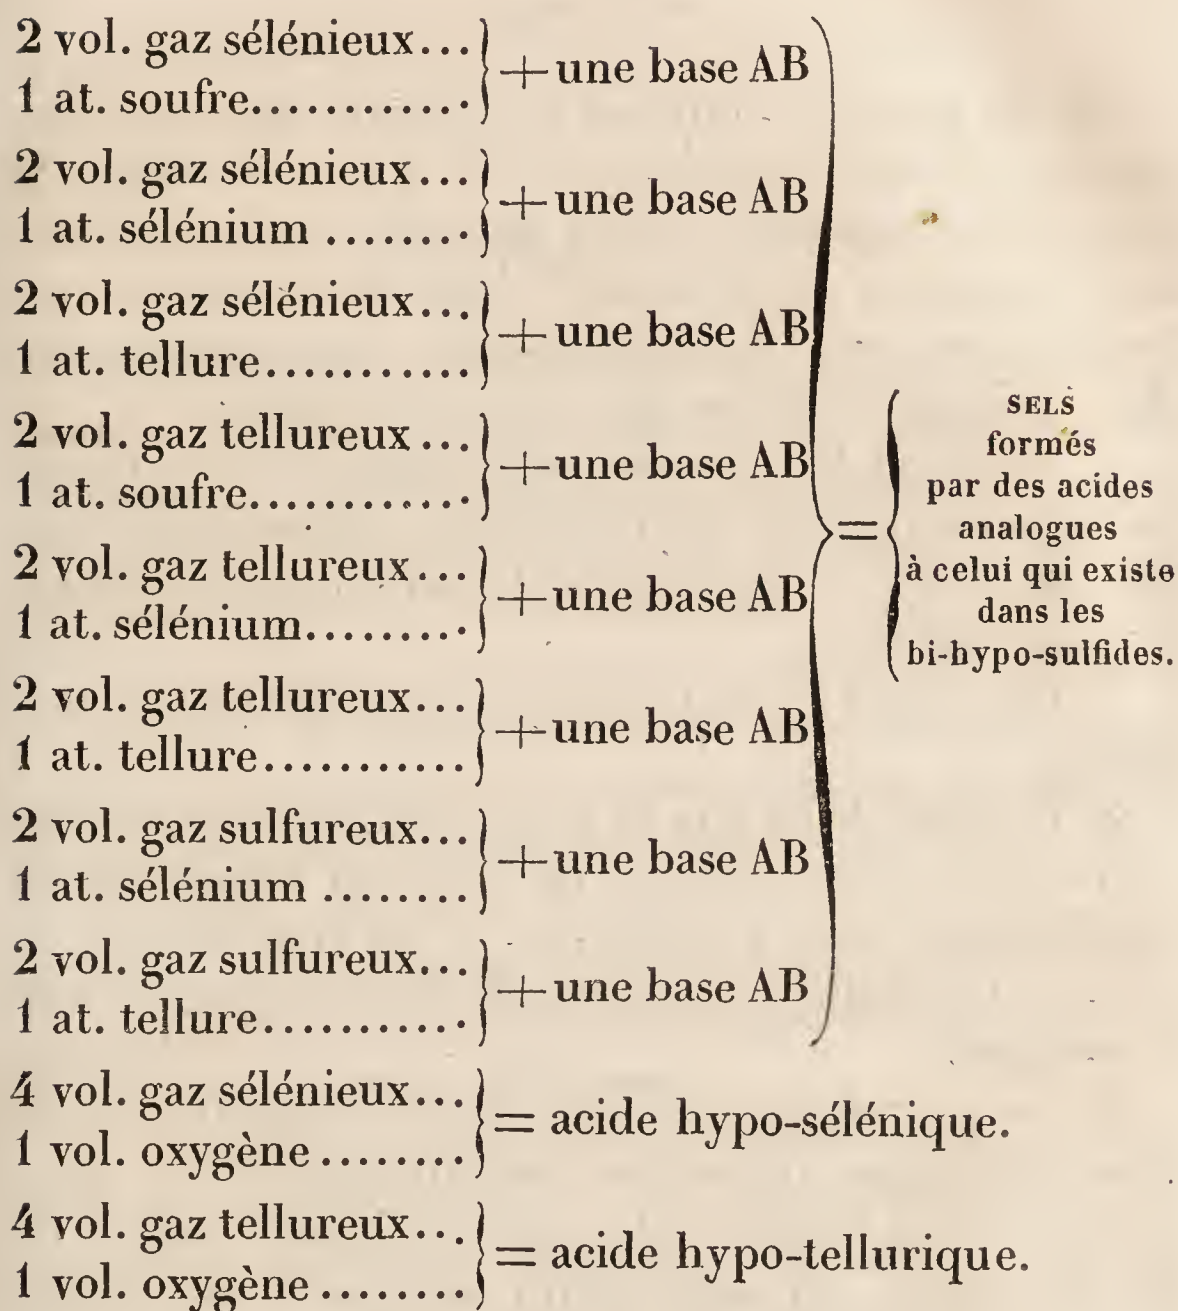 2 vol. gaz sélénieux...
1 at. soufre............
+ une base AB
2 vol. gaz sélénieux...
1 at. sélénium ........
+ une base AB
2 vol. gaz sélénieux...
1 at. tellure...........
+ une base AB
2 vol. gaz tellureux ...
1 at. soufre............
+ une base AB
2 vol. gaz tellureux...
1 at. sélénium.........
+ une base AB
2 vol. gaz tellureux...
1 at. tellure...........
+ une base AB
2 vol. gaz sulfureux...
1 at. sélénium ........
+ une base AB
2 vol. gaz sulfureux...
1 at. tellure...........
+ une base AB
=
SELS
formés
par des acides
analogues
à celui qui existe
dans les
bi-hypo-sulfides.
4 vol. gaz sélénieux...
1 vol. oxygène ........
= acide hypo-sélénique.
4 vol. gaz tellureux...
1 vol. oxygène ........
= acide hypo-tellurique.